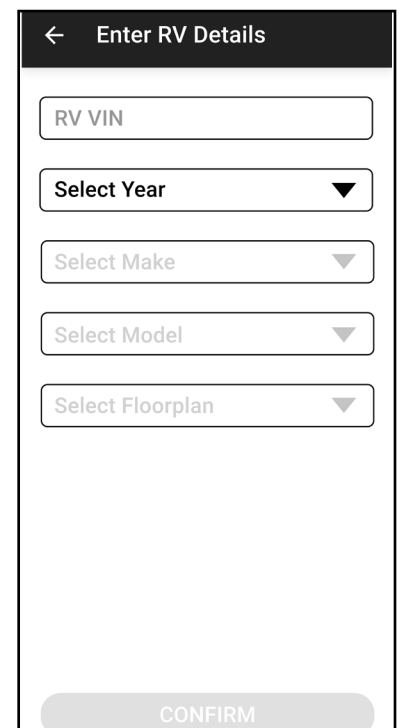 Enter RV Details
RV VIN
Select Year
Select Make
Select Model
Select Floorplan
CONFIRM